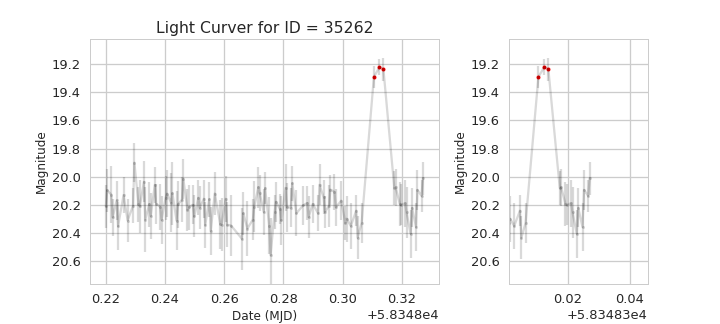 Light Curver for ID = 35262
Magnitude
19.2
19.4
19.6
19.8
20.0
20.2
20.4
20.6
0.22 0.24 0.26 0.28 0.30 0.32
Date (MJD)
+5.8348e4
Magnitude
19.2
19.4
19.6
19.8
20.0
20.2
20.4
20.6
0.02 0.04
+5.83483e4